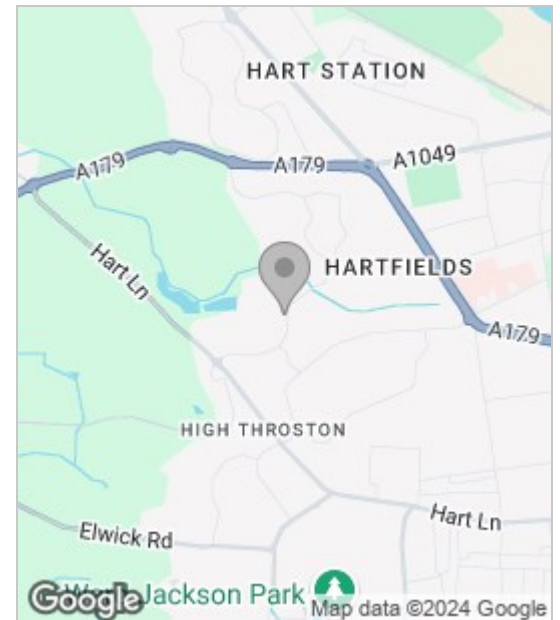 HART STATION
A179
A179
A1049
Hart Ln
HARTFIELDS
A179
HIGH THROSTON
Hart Ln
Elwick Rd
Jackson Park
Google
Map data ©2024 Google